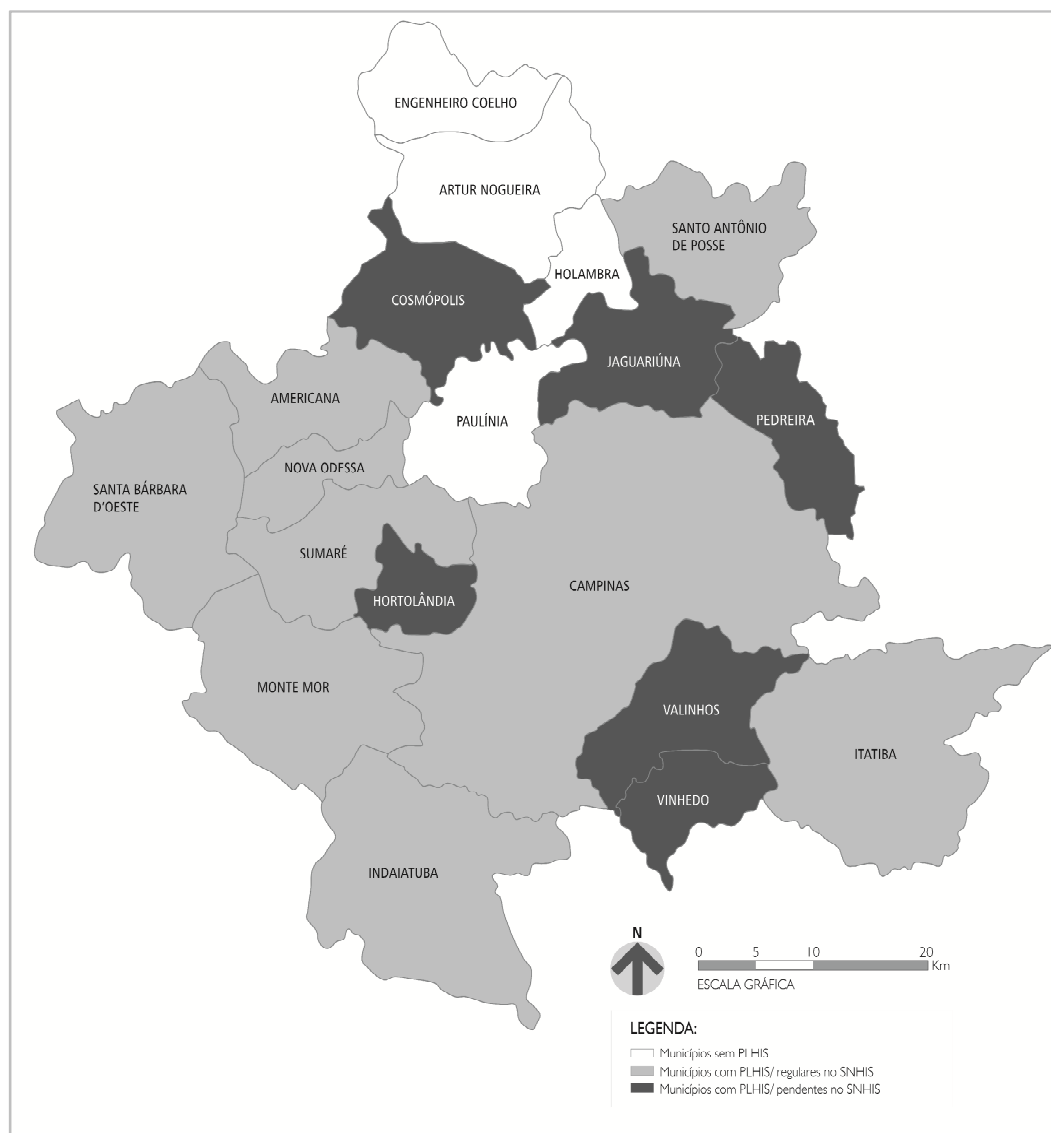 ENGENHEIRO COELHO
ARTUR NOGUEIRA
SANTO ANTÔNIO
DE POSSE
HOLAMBRA
COSMÓPOLIS
JAGUARIÚNA
AMERICANA
PAULÍNIA
PEDREIRA
NOVA ODESSA
SANTA BÁRBARA
D'OESTE
SUMARÉ
CAMPINAS
HORTOLÂNDIA
MONTE MOR
VALINHOS
ITATIBA
VINHEDO
INDAIATUBA
N
0 5 10 20
Km
ESCALA GRÁFICA
LEGENDA:
Municípios sem PLHIS
Municípios com PLHIS/ regulares no SNHIS
Municípios com PLHIS/ pendentes no SNHIS